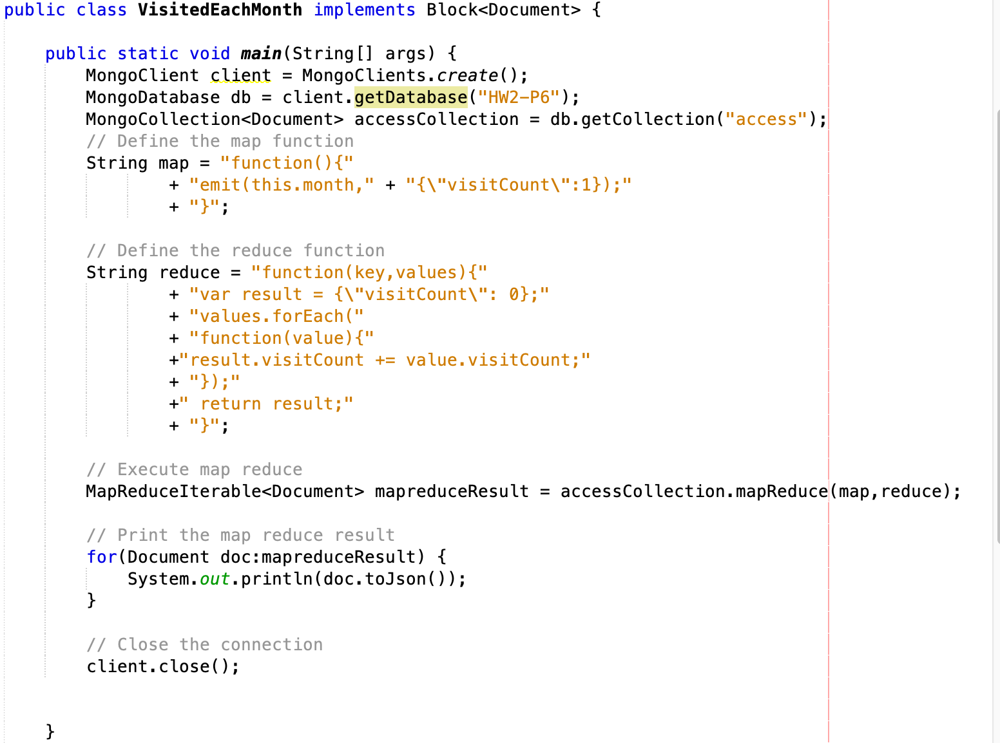 public class VisitedEachMonth implements Block<Document> {
public static void main(String[] args) {
MongoClient client = MongoClients.create();
MongoDatabase db = client.getDatabase("HW2-P6");
MongoCollection<Document> accessCollection = db.getCollection("access");
// Define the map function
String map = "function(){"
+ "emit(this.month," + "{\"visitCount\":1});"
+ "}";
// Define the reduce function
String reduce = "function(key,values){"
+ "var result = {\"visitCount\": 0};"
+ "values.forEach("
+ "function(value){"
+"result.visitCount += value.visitCount;"
+ "});"
+" return result;"
+ "}";
// Execute map reduce
MapReduceIterable<Document> mapreduceResult = accessCollection.mapReduce(map,reduce);
// Print the map reduce result
for(Document doc:mapreduceResult) {
System.out.println(doc.toJson());
}
// Close the connection
client.close();
}